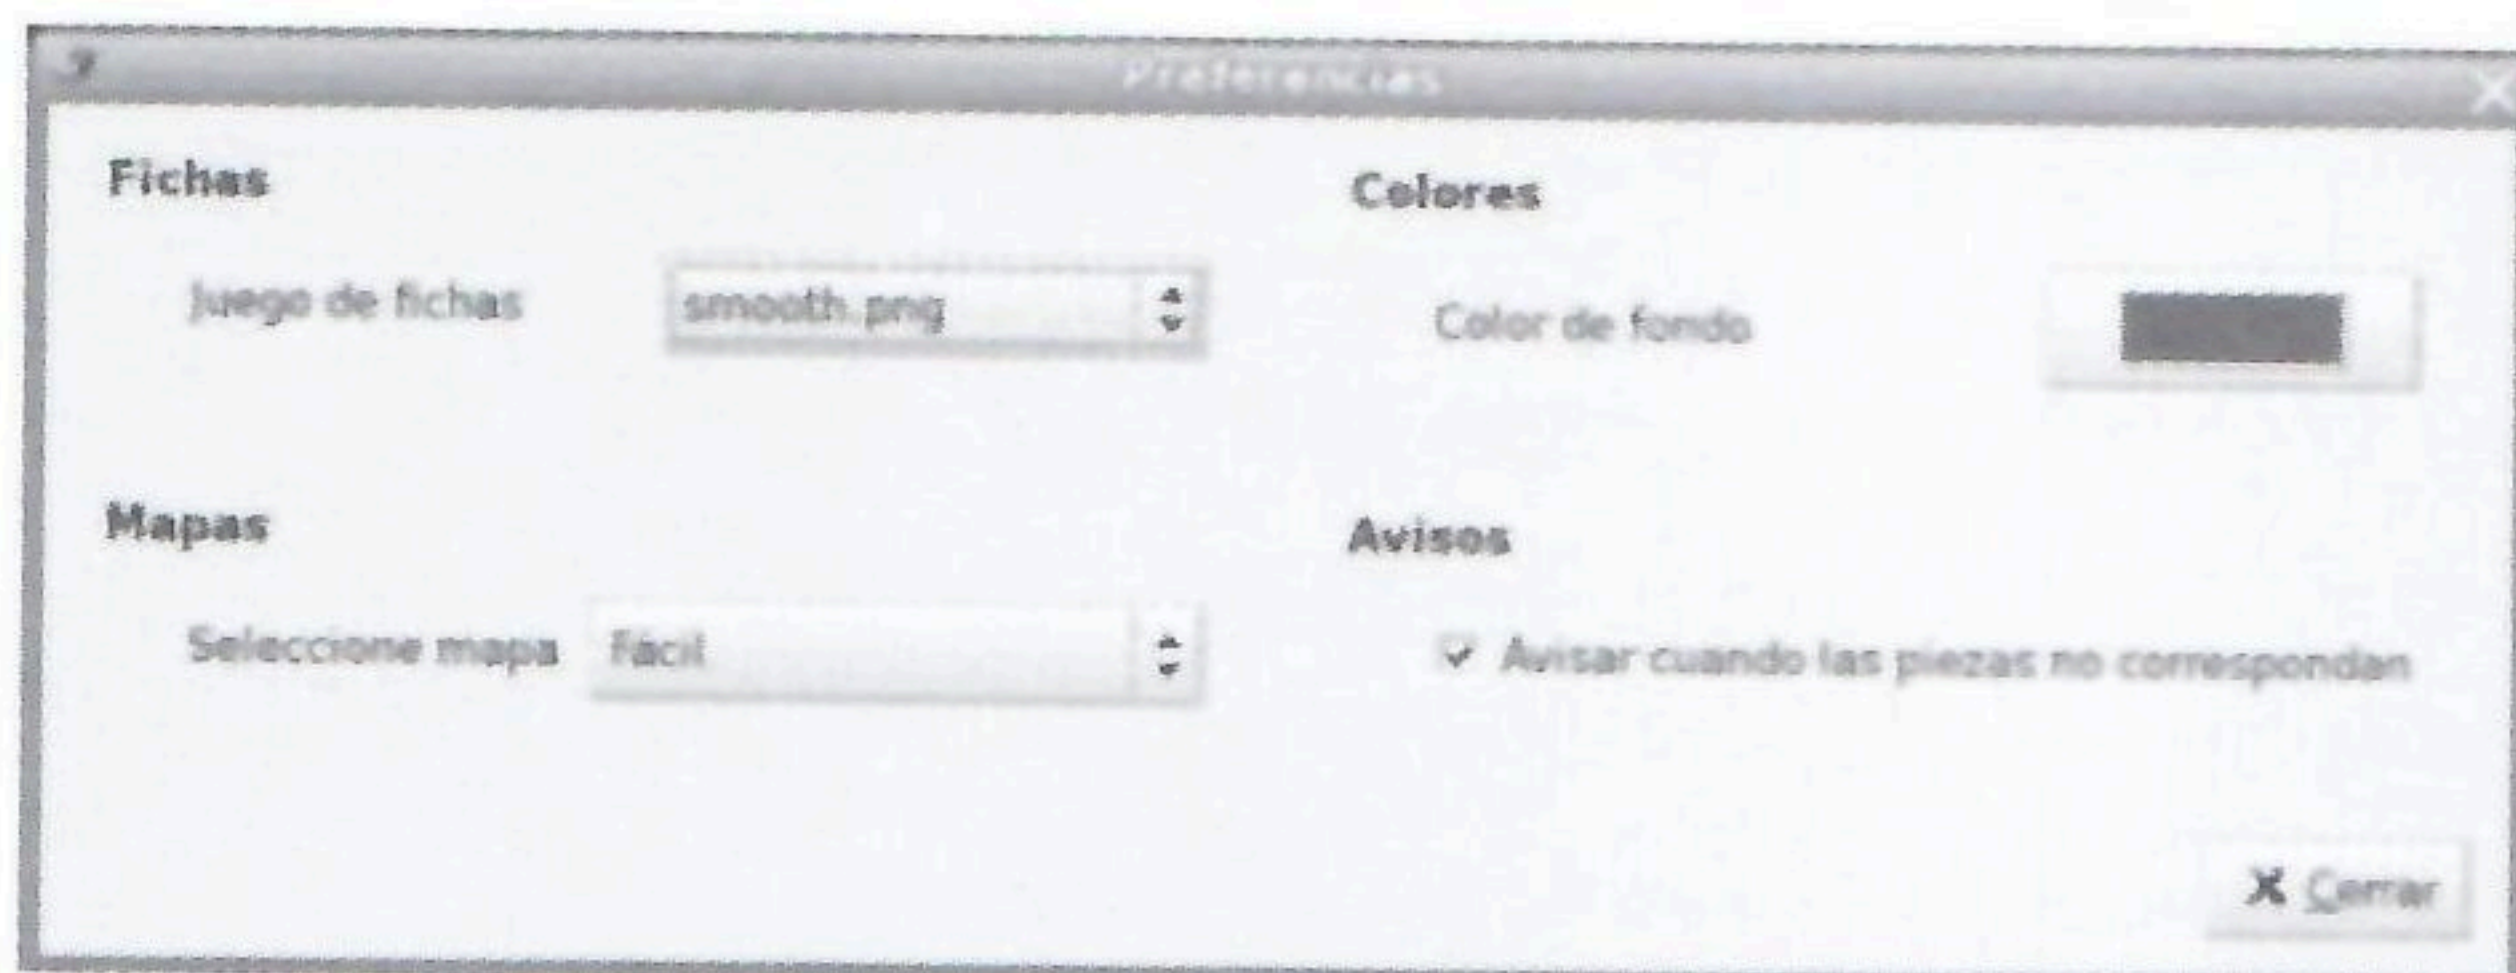 Preferencias
Fichas
Juego de fichas smooth.png
Colores
Color de fondo
Mapas
Seleccione mapa Fácil
Avisos
Avisar cuando las piezas no correspondan
Cerrar